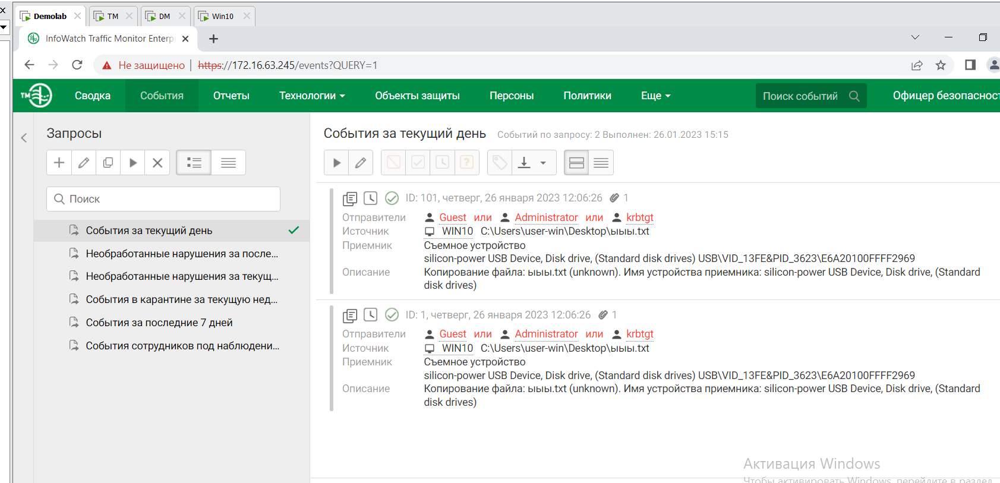 Demolab TM DM Win10
InfoWatch Traffic Monitor Enterp
Не защищено | https://172.16.63.245/events?QUERY=1
TM Сводка События Отчеты Технологии Объекты защиты Персоны Политики Еще Поиск событий Офицер безопасност
Запросы
Поиск
События за текущий день
Необработанные нарушения за после...
Необработанные нарушения за текущ...
События в карантине за текущую нед...
События за последние 7 дней
События сотрудников под наблюдени...
События за текущий день Событий по запросу: 2 Выполнен: 26.01.2023 15:15
ID: 101, четверг, 26 января 2023 12:06:26 1
Отправители Guest или Administrator или krbtgt
Источник WIN10 C:\Users\user-win\Desktop\ыыы.txt
Приемник Съемное устройство
silicon-power USB Device, Disk drive, (Standard disk drives) USB\VID_13FE&PID_3623\E6A20100FFFF2969
Описание Копирование файла: ыыы.txt (unknown). Имя устройства приемника: silicon-power USB Device, Disk drive, (Standard
disk drives)
ID: 1, четверг, 26 января 2023 12:06:26 1
Отправители Guest или Administrator или krbtgt
Источник WIN10 C:\Users\user-win\Desktop\ыыы.txt
Приемник Съемное устройство
silicon-power USB Device, Disk drive, (Standard disk drives) USB\VID_13FE&PID_3623\E6A20100FFFF2969
Описание Копирование файла: ыыы.txt (unknown). Имя устройства приемника: silicon-power USB Device, Disk drive, (Standard
disk drives)
Активация Windows
Чтобы активировать Windows, перейдите в раздел